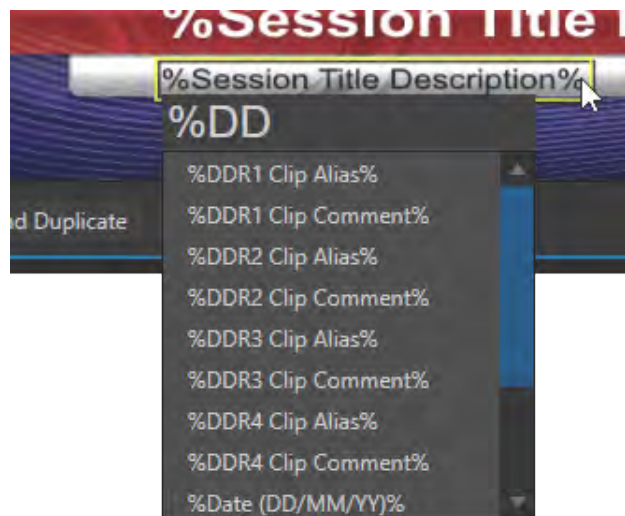 %Session Title
%Session Title Description%
%DD
%DDR1 Clip Alias%
%DDR1 Clip Comment%
%DDR2 Clip Alias%
nd Duplicate
%DDR2 Clip Comment%
%DDR3 Clip Alias%
%DDR3 Clip Comment%
%DDR4 Clip Alias%
%DDR4 Clip Comment%
%Date (DD/MM/YY)%